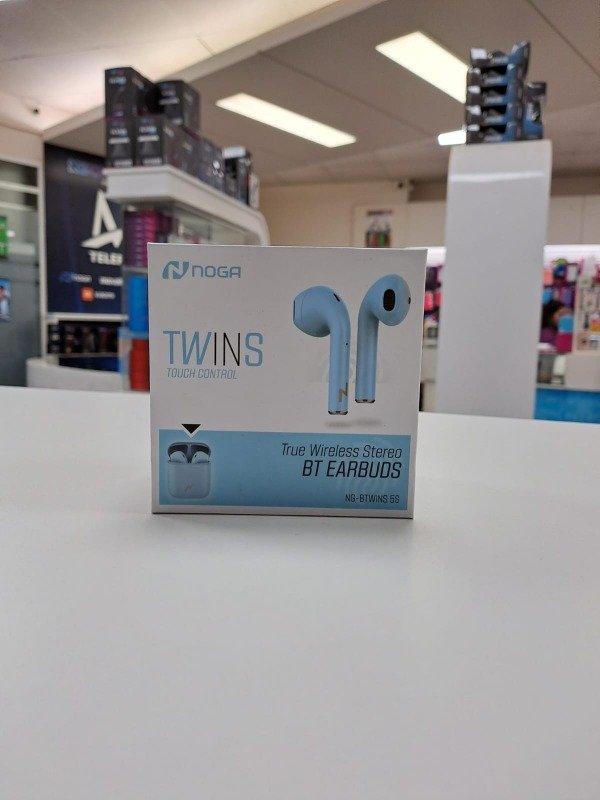 NOGA
TWINS
TOUCH CONTROL
True Wireless Stereo
BT EARBUDS
NG-BTWINS 5S
N